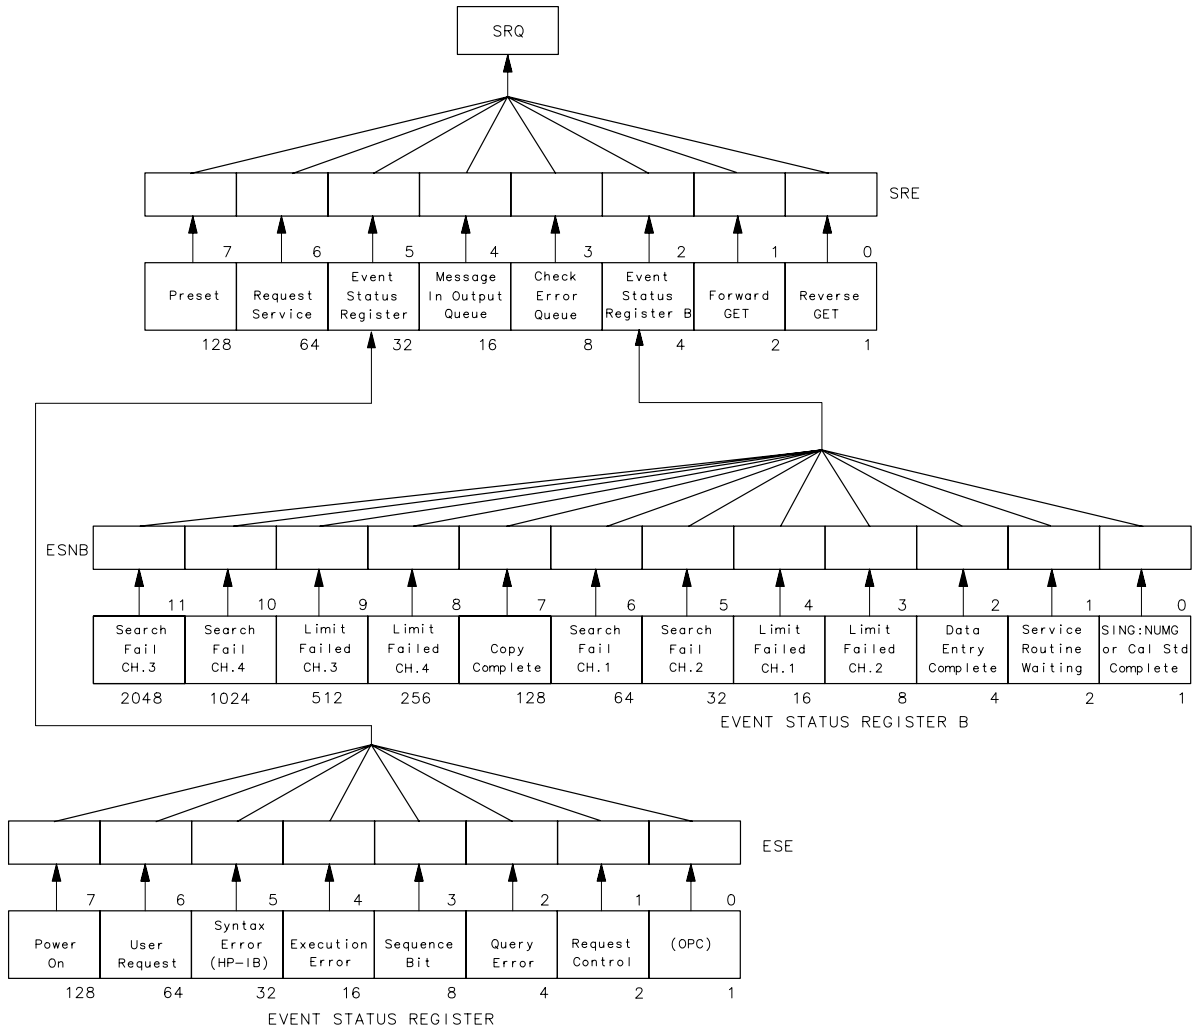 SRQ
SRE
7 6 5 4 3 2 1 0
Preset
Request
Service
Event
Status
Register
Message
In Output
Queue
Check
Error
Queue
Event
Status
Register B
Forward
GET
Reverse
GET
128 64 32 16 8 4 2 1
ESNB
11 10 9 8 7 6 5 4 3 2 1 0
Search
Fail
CH.3
Search
Fail
CH.4
Limit
Failed
CH.3
Limit
Failed
CH.4
Copy
Complete
Search
Fail
CH.1
Search
Fail
CH.2
Limit
Failed
CH.1
Limit
Failed
CH.2
Data
Entry
Complete
Service
Routine
Waiting
SING:NUMG
or Cal Std
Complete
2048 1024 512 256 128 64 32 16 8 4 2 1
EVENT STATUS REGISTER B
ESE
7 6 5 4 3 2 1 0
Power
On
User
Request
Syntax
Error
(HP-IB)
Execution
Error
Sequence
Bit
Query
Error
Request
Control
(OPC)
128 64 32 16 8 4 2 1
EVENT STATUS REGISTER